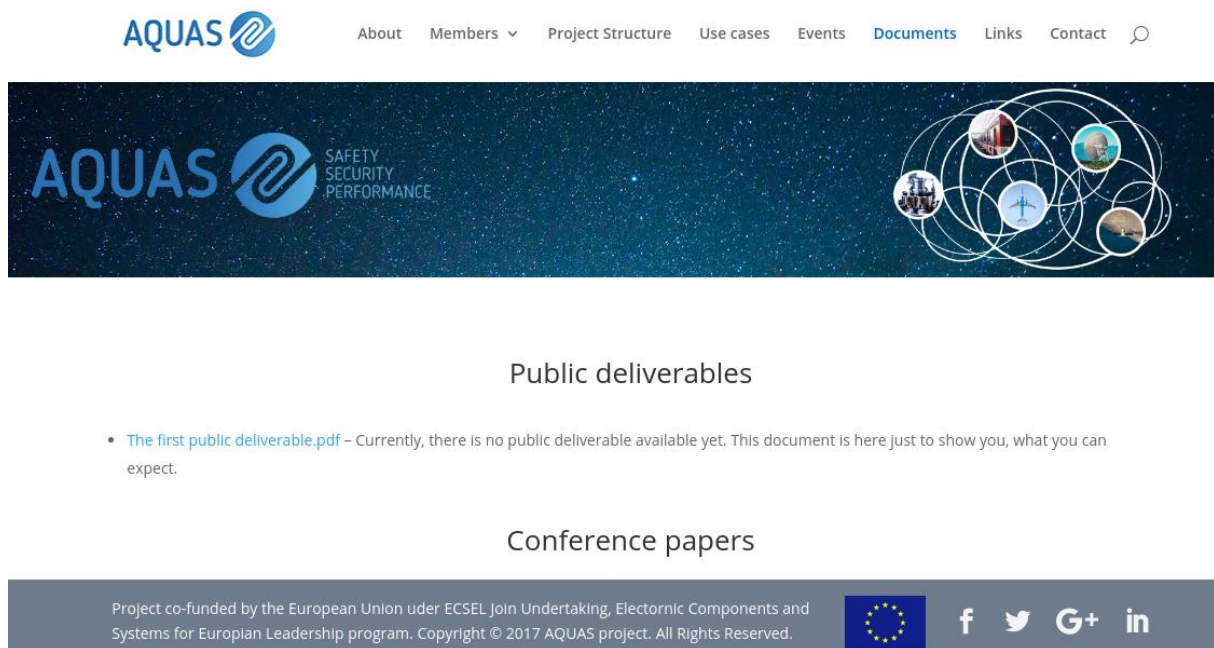 AQUAS
About Members Project Structure Use cases Events Documents Links Contact
AQUAS
SAFETY
SECURITY
PERFORMANCE
Public deliverables
The first public deliverable.pdf – Currently, there is no public deliverable available yet. This document is here just to show you, what you can
expect.
Conference papers
Project co-funded by the European Union uder ECSEL Join Undertaking, Electornic Components and
Systems for Europian Leadership program. Copyright © 2017 AQUAS project. All Rights Reserved.
f G+ in